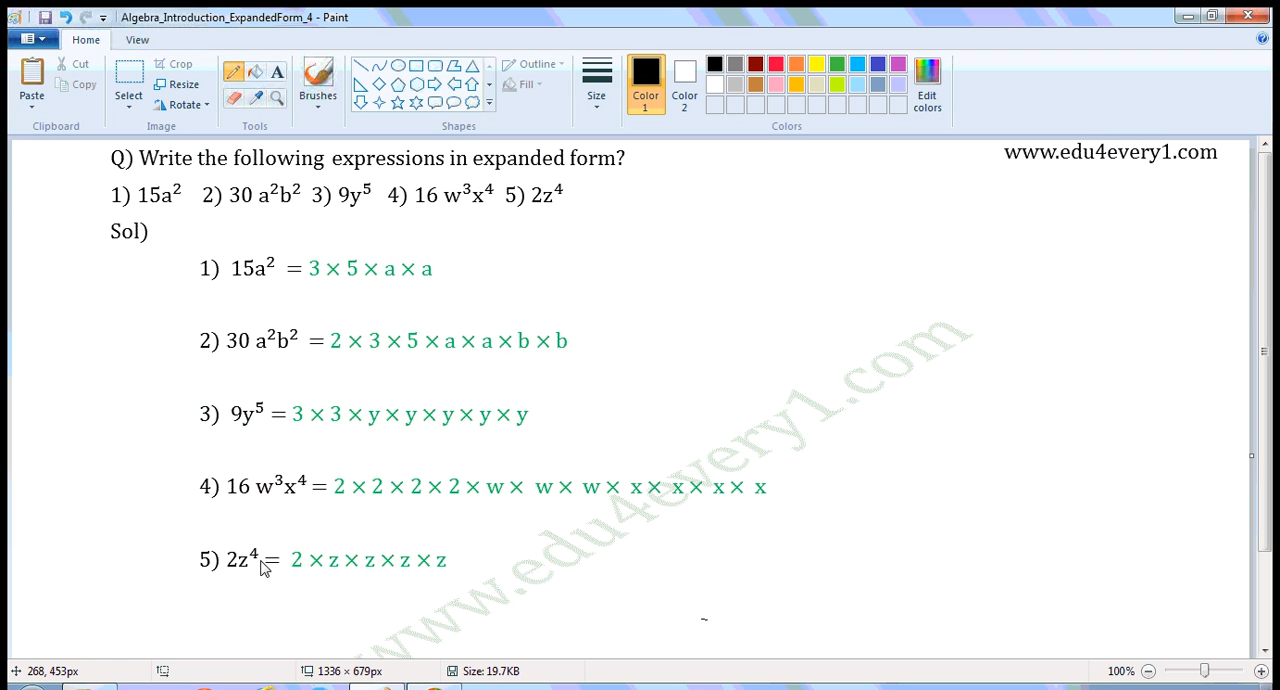 Algebra_Introduction_ExpandedForm_4 - Paint
Home View
Paste Cut Copy Select Crop Resize Rotate A Brushes Outline Fill Size Color 1 Color 2 Edit colors
Clipboard Image Tools Shapes Colors
Q) Write the following expressions in expanded form? www.edu4every1.com
1) 15a² 2) 30 a²b² 3) 9y⁵ 4) 16 w³x⁴ 5) 2z⁴
Sol)
1) 15a² = 3 × 5 × a × a
2) 30 a²b² = 2 × 3 × 5 × a × a × b × b
3) 9y⁵ = 3 × 3 × y × y × y × y × y
4) 16 w³x⁴ = 2 × 2 × 2 × 2 × w × w × w × x × x × x × x
5) 2z⁴ = 2 × z × z × z × z
www.edu4every1.com
268, 453px 1336 × 679px Size: 19.7KB 100%